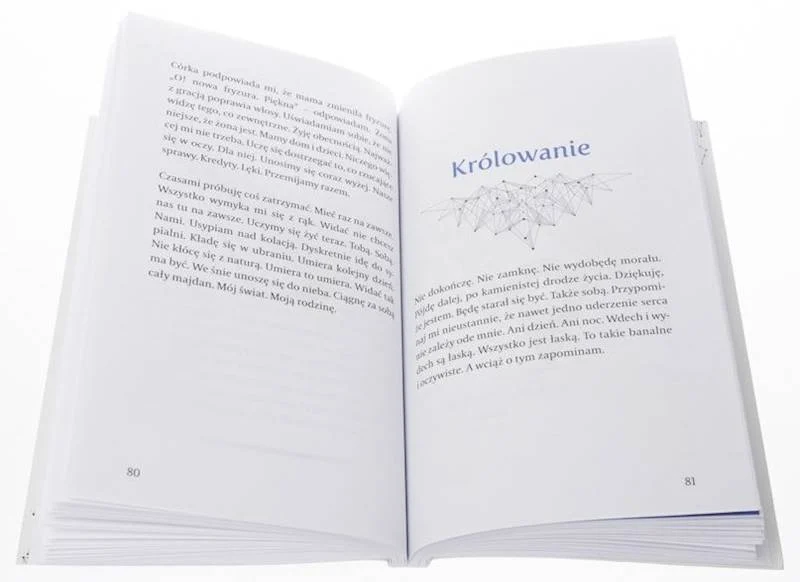 Córka podpowiada mi, że mama zmieniła fryzurę.
„O! nowa fryzura. Piękna" – odpowiadam. Żona
z gracją poprawia włosy. Uświadamiam sobie, że nie
widzę tego, co zewnętrzne. Żyję obecnością. Najważ-
niejsze, że żona jest. Mamy dom i dzieci. Niczego wię-
cej mi nie trzeba. Uczę się dostrzegać to, co rzucające
się w oczy. Dla niej. Unosimy się coraz wyżej. Nasze
sprawy. Kredyty. Lęki. Przemijamy razem.
Czasami próbuję coś zatrzymać. Mieć raz na zawsze.
Wszystko wymyka mi się z rąk. Widać nie chcesz
nas tu na zawsze. Uczymy się żyć teraz. Tobą. Sobą.
Nami. Usypiam nad kolacją. Dyskretnie idę do sy-
pialni. Kładę się w ubraniu. Umiera kolejny dzień.
Nie kłócę się z naturą. Umiera to umiera. Widać tak
ma być. We śnie unoszę się do nieba. Ciągnę za sobą
cały majdan. Mój świat. Moją rodzinę.
80
Królowanie
Nie dokończę. Nie zamknę. Nie wydobędę morału.
Pójdę dalej, po kamienistej drodze życia. Dziękuję,
że jestem. Będę starał się być. Także sobą. Przypomi-
naj mi nieustannie, że nawet jedno uderzenie serca
nie zależy ode mnie. Ani dzień. Ani noc. Wdech i wy-
dech są łaską. Wszystko jest łaską. To takie banalne
i oczywiste. A wciąż o tym zapominam.
81